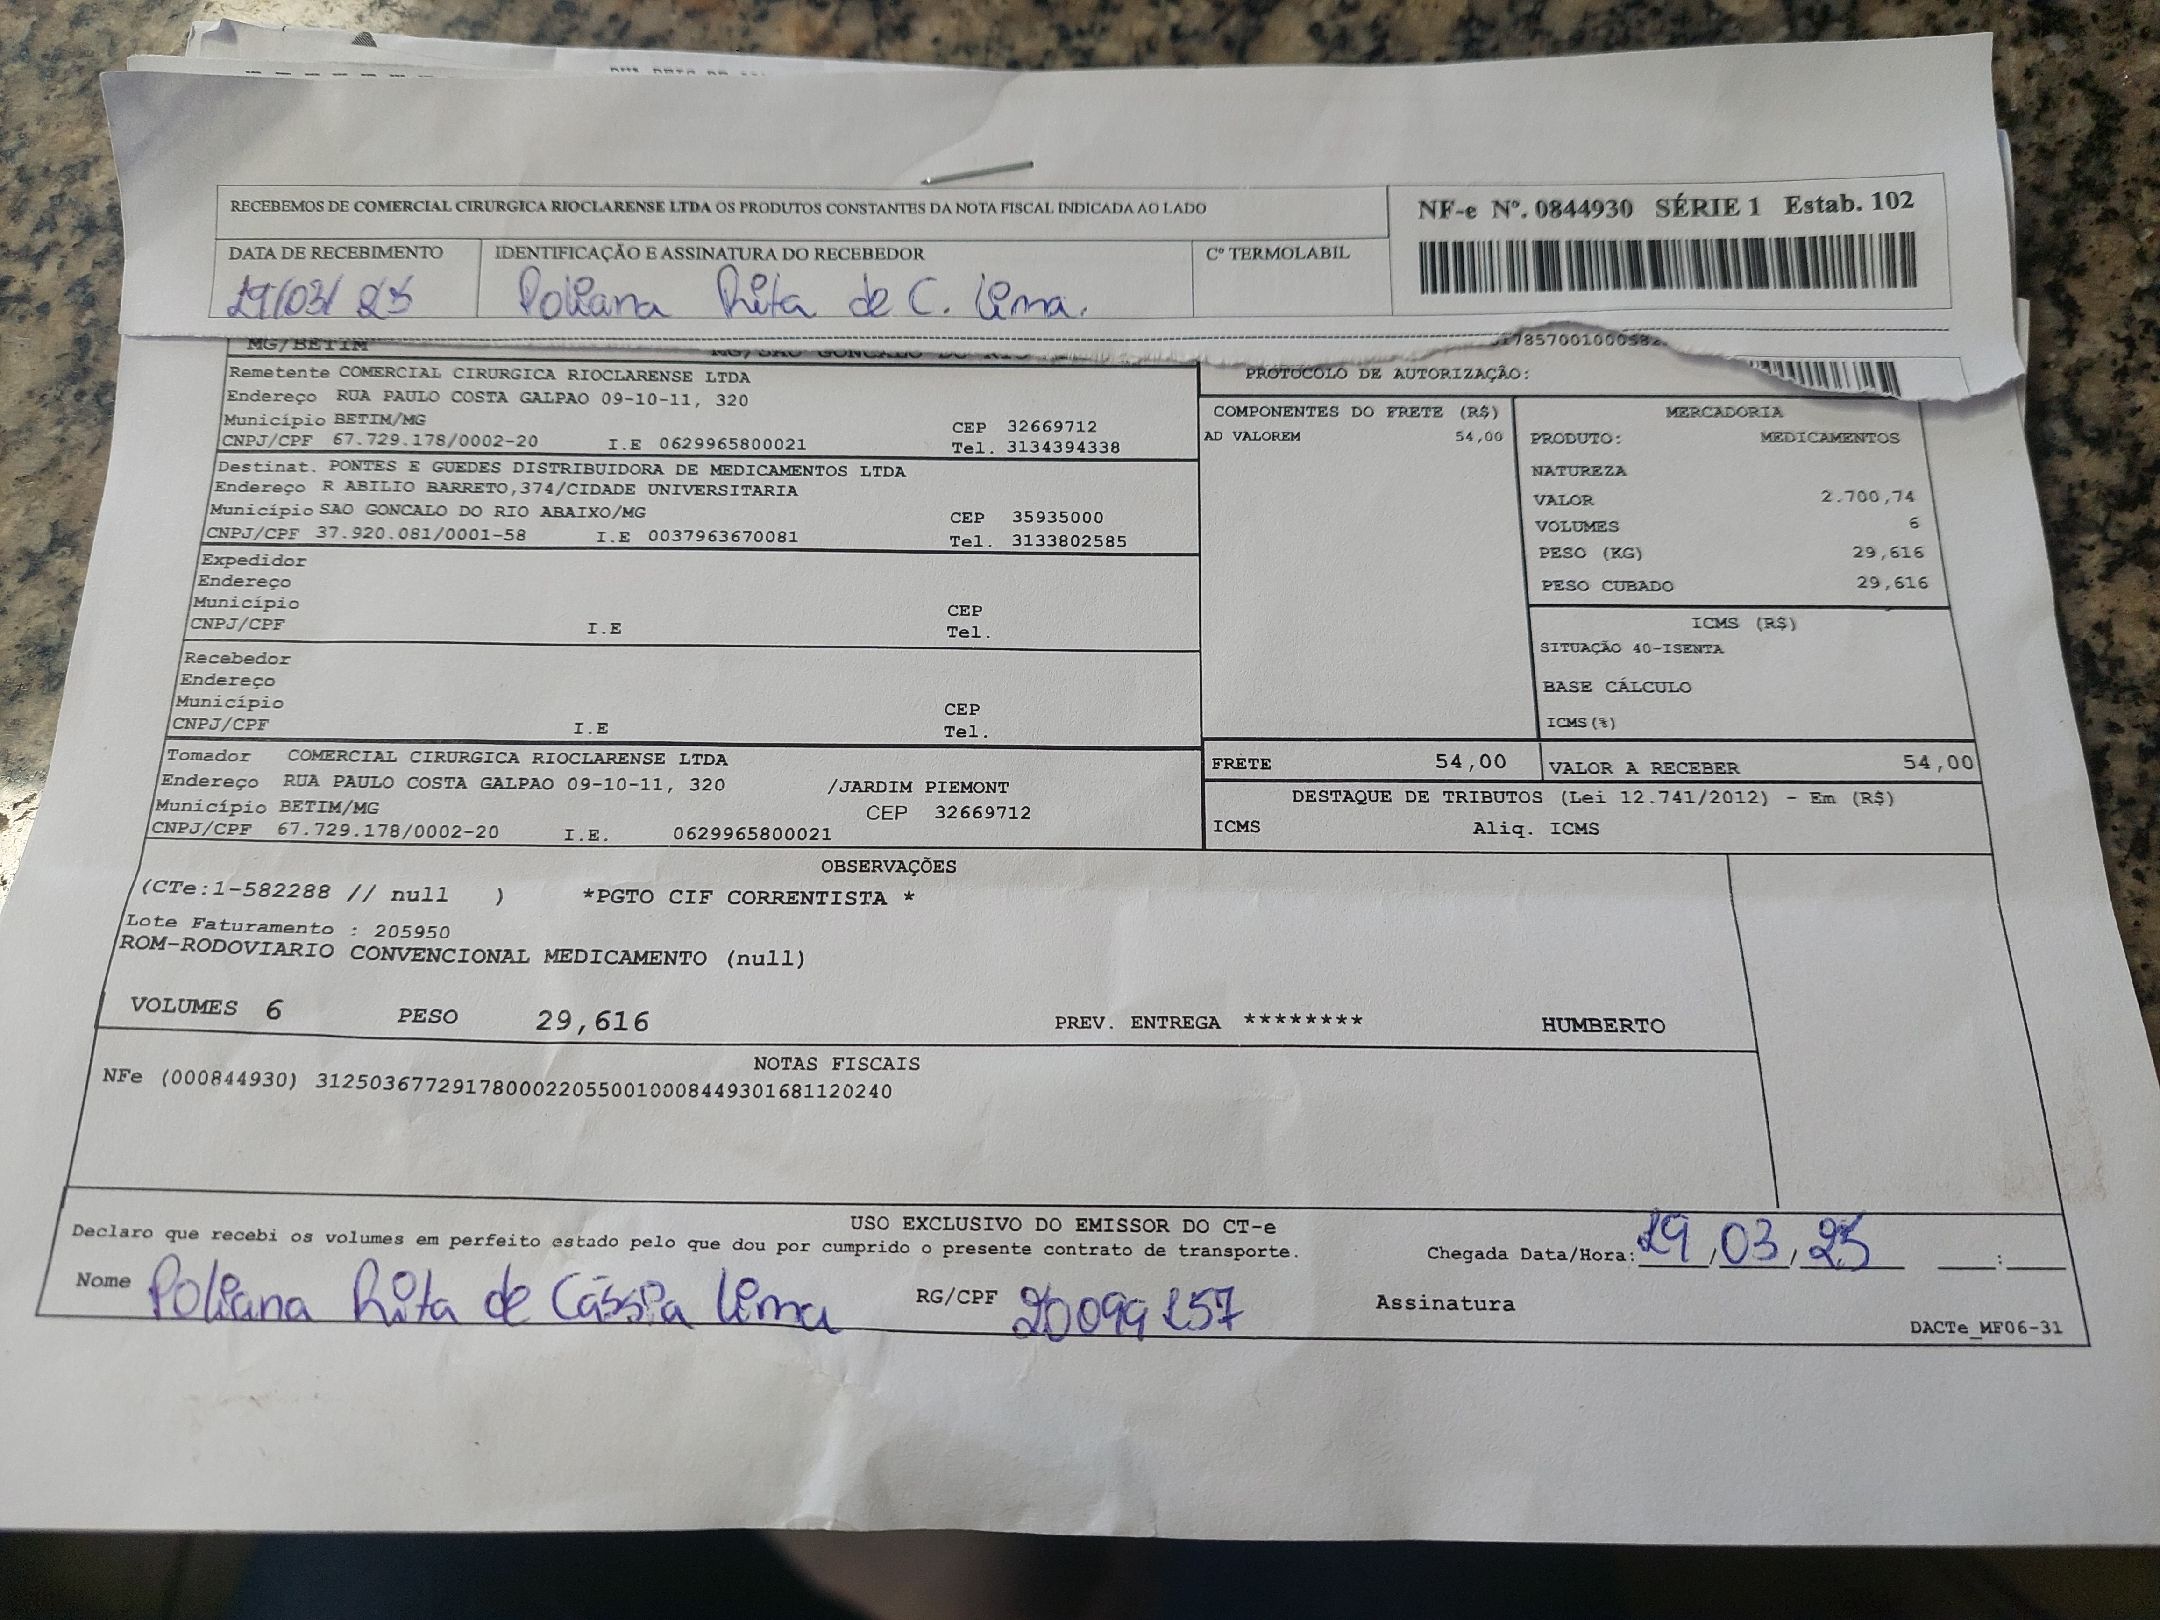 RECEBEMOS DE COMERCIAL CIRURGICA RIOCLARENSE LTDA OS PRODUTOS CONSTANTES DA NOTA FISCAL INDICADA AO LADO
NF-e Nº. 0844930 SÉRIE 1 Estab. 102
DATA DE RECEBIMENTO
29/03/25
IDENTIFICAÇÃO E ASSINATURA DO RECEBEDOR
Poliana Rita de C. Lima.
Cº TERMOLABIL
MG/BETIM
Remetente COMERCIAL CIRURGICA RIOCLARENSE LTDA
Endereço RUA PAULO COSTA GALPAO 09-10-11, 320
Município BETIM/MG CEP 32669712
CNPJ/CPF 67.729.178/0002-20 I.E 0629965800021 Tel. 3134394338
Destinat. PONTES E GUEDES DISTRIBUIDORA DE MEDICAMENTOS LTDA
Endereço R ABILIO BARRETO,374/CIDADE UNIVERSITARIA
Município SAO GONCALO DO RIO ABAIXO/MG CEP 35935000
CNPJ/CPF 37.920.081/0001-58 I.E 0037963670081 Tel. 3133802585
Expedidor
Endereço
Município CEP
CNPJ/CPF I.E Tel.
Recebedor
Endereço
Município CEP
CNPJ/CPF I.E Tel.
Tomador COMERCIAL CIRURGICA RIOCLARENSE LTDA
Endereço RUA PAULO COSTA GALPAO 09-10-11, 320 /JARDIM PIEMONT
Município BETIM/MG CEP 32669712
CNPJ/CPF 67.729.178/0002-20 I.E. 0629965800021
PROTOCOLO DE AUTORIZAÇÃO:
COMPONENTES DO FRETE (R$)
AD VALOREM 54,00
MERCADORIA
PRODUTO: MEDICAMENTOS
NATUREZA
VALOR 2.700,74
VOLUMES 6
PESO (KG) 29,616
PESO CUBADO 29,616
ICMS (R$)
SITUAÇÃO 40-ISENTA
BASE CÁLCULO
ICMS(%)
FRETE 54,00 VALOR A RECEBER 54,00
DESTAQUE DE TRIBUTOS (Lei 12.741/2012) - Em (R$)
ICMS Aliq. ICMS
OBSERVAÇÕES
(CTe:1-582288 // null ) *PGTO CIF CORRENTISTA *
Lote Faturamento : 205950
ROM-RODOVIARIO CONVENCIONAL MEDICAMENTO (null)
VOLUMES 6 PESO 29,616 PREV. ENTREGA ******** HUMBERTO
NOTAS FISCAIS
NFe (000844930) 31250367729178000220550010008449301681120240
USO EXCLUSIVO DO EMISSOR DO CT-e
Declaro que recebi os volumes em perfeito estado pelo que dou por cumprido o presente contrato de transporte. Chegada Data/Hora: 29/03/25 :
Nome Poliana Rita de Cássia Lima RG/CPF 20099257 Assinatura
DACTe_MF06-31